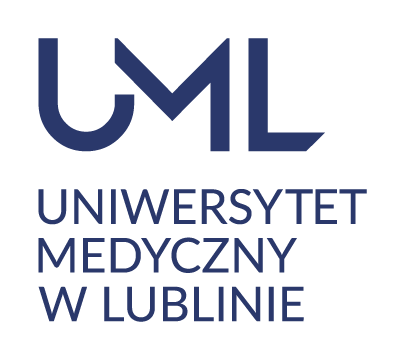 UML
UNIWERSYTET
MEDYCZNY
W LUBLINIE